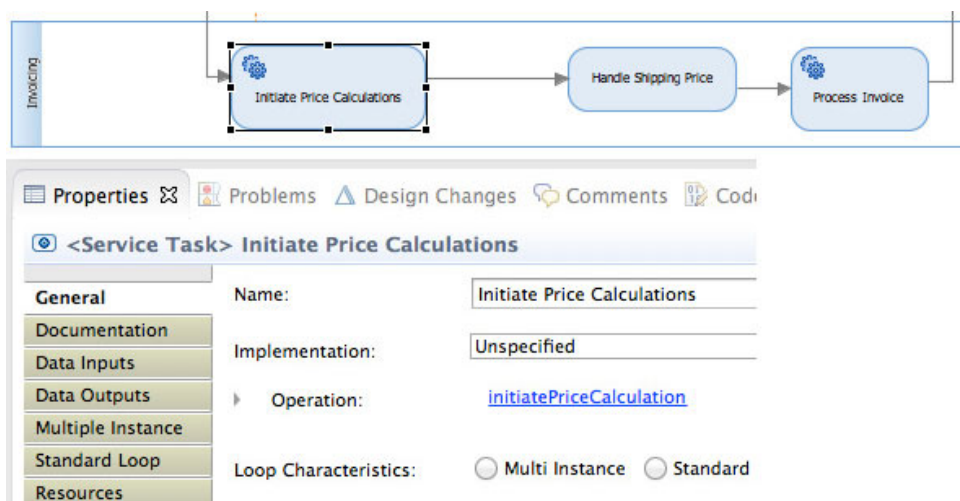 Invoicing
Initiate Price Calculations
Handle Shipping Price
Process Invoice
Properties Problems Design Changes Comments
<Service Task> Initiate Price Calculations
General
Name: Initiate Price Calculations
Documentation
Implementation: Unspecified
Data Inputs
Data Outputs
Operation: initiatePriceCalculation
Multiple Instance
Standard Loop
Loop Characteristics: Multi Instance Standard
Resources